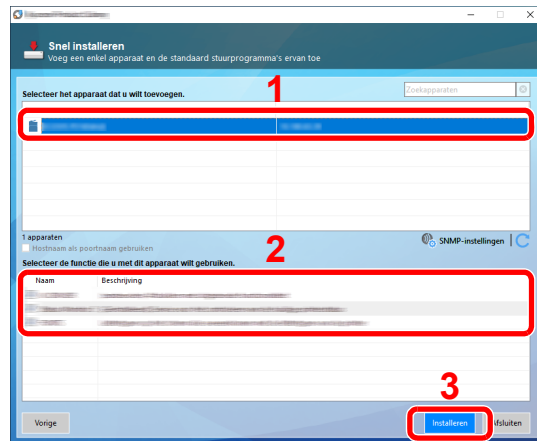 Snel installeren
Voeg een enkel apparaat en de standaard stuurprogramma's ervan toe
1
Selecteer het apparaat dat u wilt toevoegen.
Zoekapparaten
1 apparaten
SNMP-instellingen
Hostnaam als poortnaam gebruiken
2
Selecteer de functie die u met dit apparaat wilt gebruiken.
Naam Beschrijving
3
Vorige Installeren Afsluiten